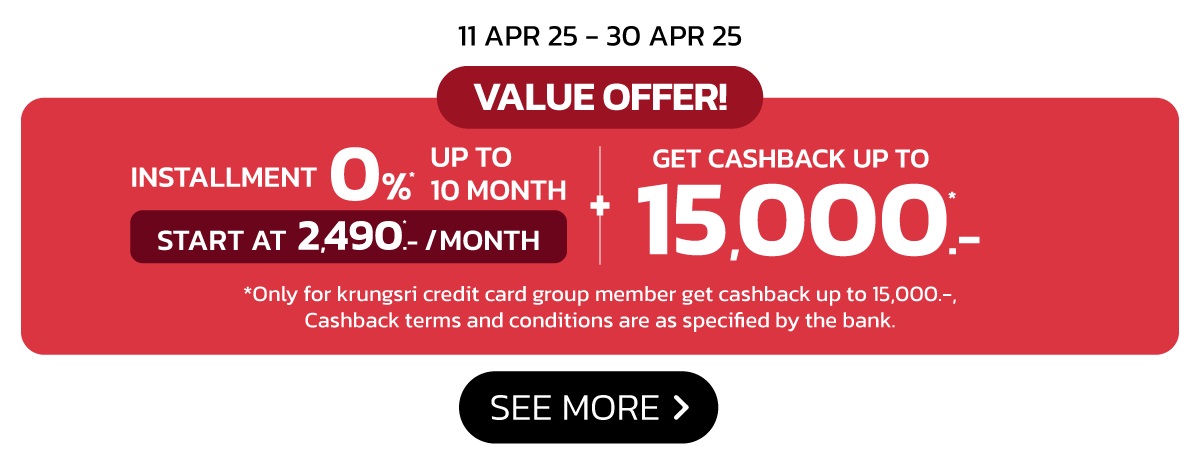 11 APR 25 – 30 APR 25
VALUE OFFER!
INSTALLMENT 0%* UP TO 10 MONTH
START AT 2,490*.- /MONTH
+
GET CASHBACK UP TO
15,000*.-
*Only for krungsri credit card group member get cashback up to 15,000.-,
Cashback terms and conditions are as specified by the bank.
SEE MORE >